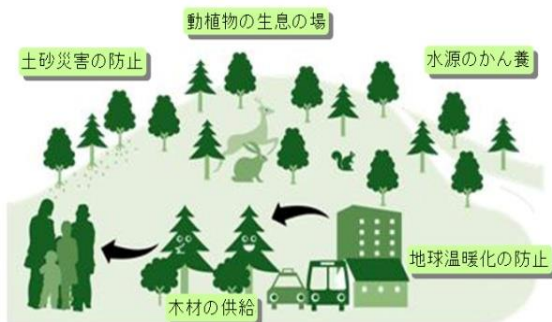 動植物の生息の場
土砂災害の防止
水源のかん養
地球温暖化の防止
木材の供給